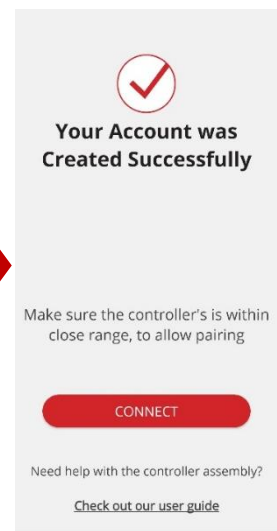 Your Account was
Created Successfully
Make sure the controller's is within
close range, to allow pairing
CONNECT
Need help with the controller assembly?
Check out our user guide